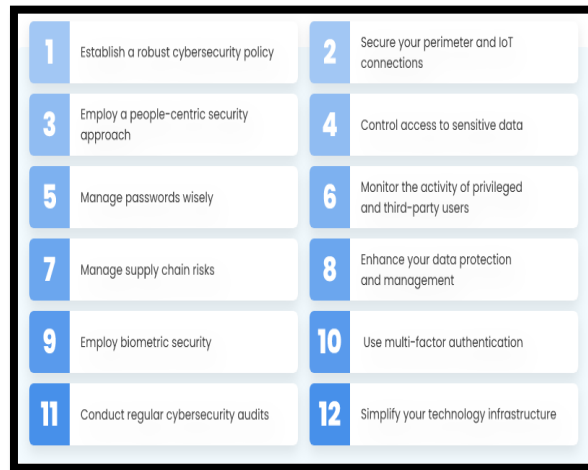 1
Establish a robust cybersecurity policy
2
Secure your perimeter and IoT
connections
3
Employ a people-centric security
approach
4
Control access to sensitive data
5
Manage passwords wisely
6
Monitor the activity of privileged
and third-party users
7
Manage supply chain risks
8
Enhance your data protection
and management
9
Employ biometric security
10
Use multi-factor authentication
11
Conduct regular cybersecurity audits
12
Simplify your technology infrastructure